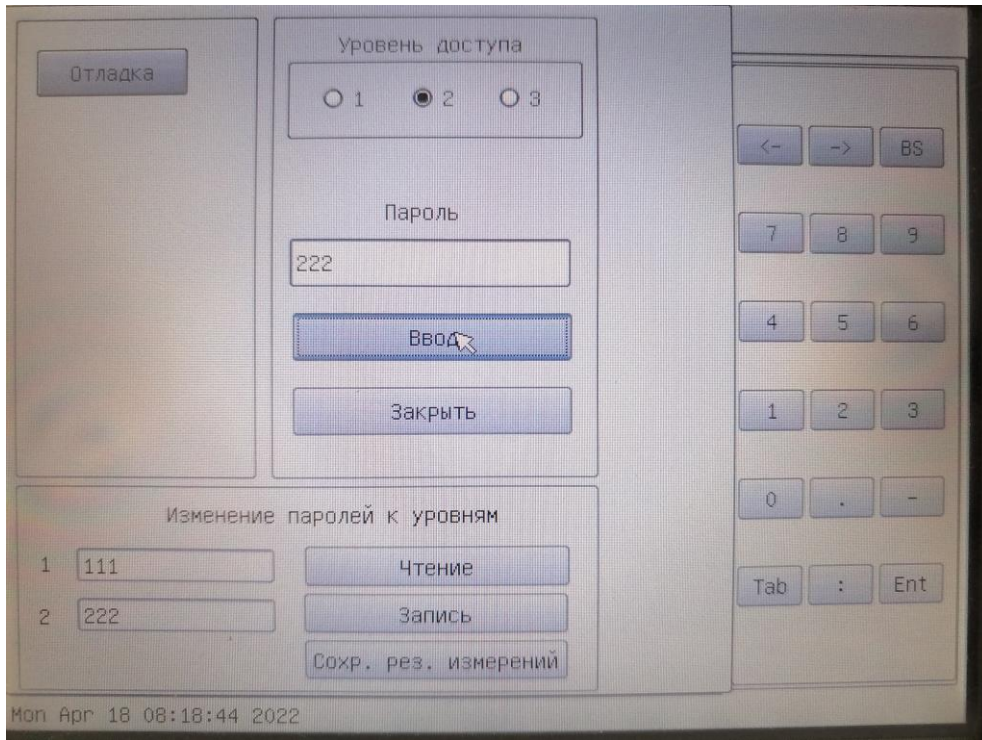 Отладка
Уровень доступа
1 2 3
Пароль
222
Ввод
Закрыть
Изменение паролей к уровням
1 111 Чтение
2 222 Запись
Сохр. рез. измерений
<- -> BS
7 8 9
4 5 6
1 2 3
0 . -
Tab : Ent
Mon Apr 18 08:18:44 2022